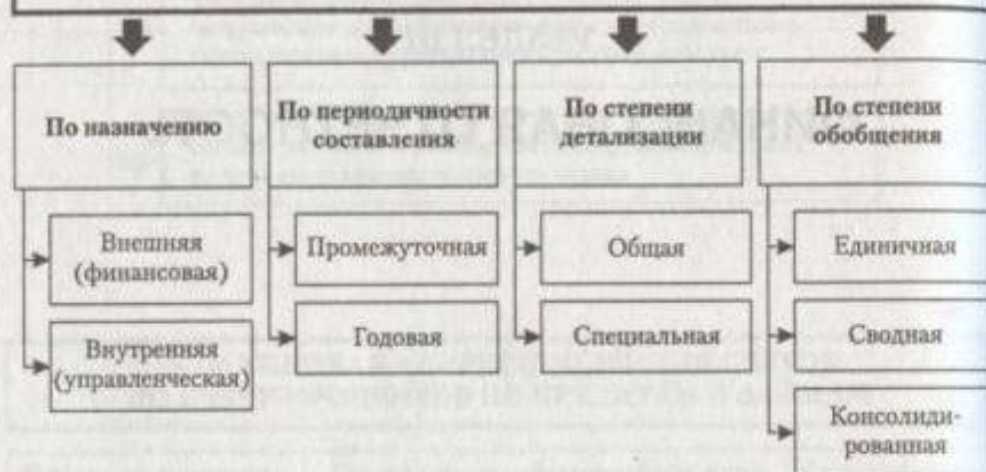 По назначению
Внешняя
(финансовая)
Внутренняя
(управленческая)
По периодичности
составления
Промежуточная
Годовая
По степени
детализации
Общая
Специальная
По степени
обобщения
Единичная
Сводная
Консолиди-
рованная